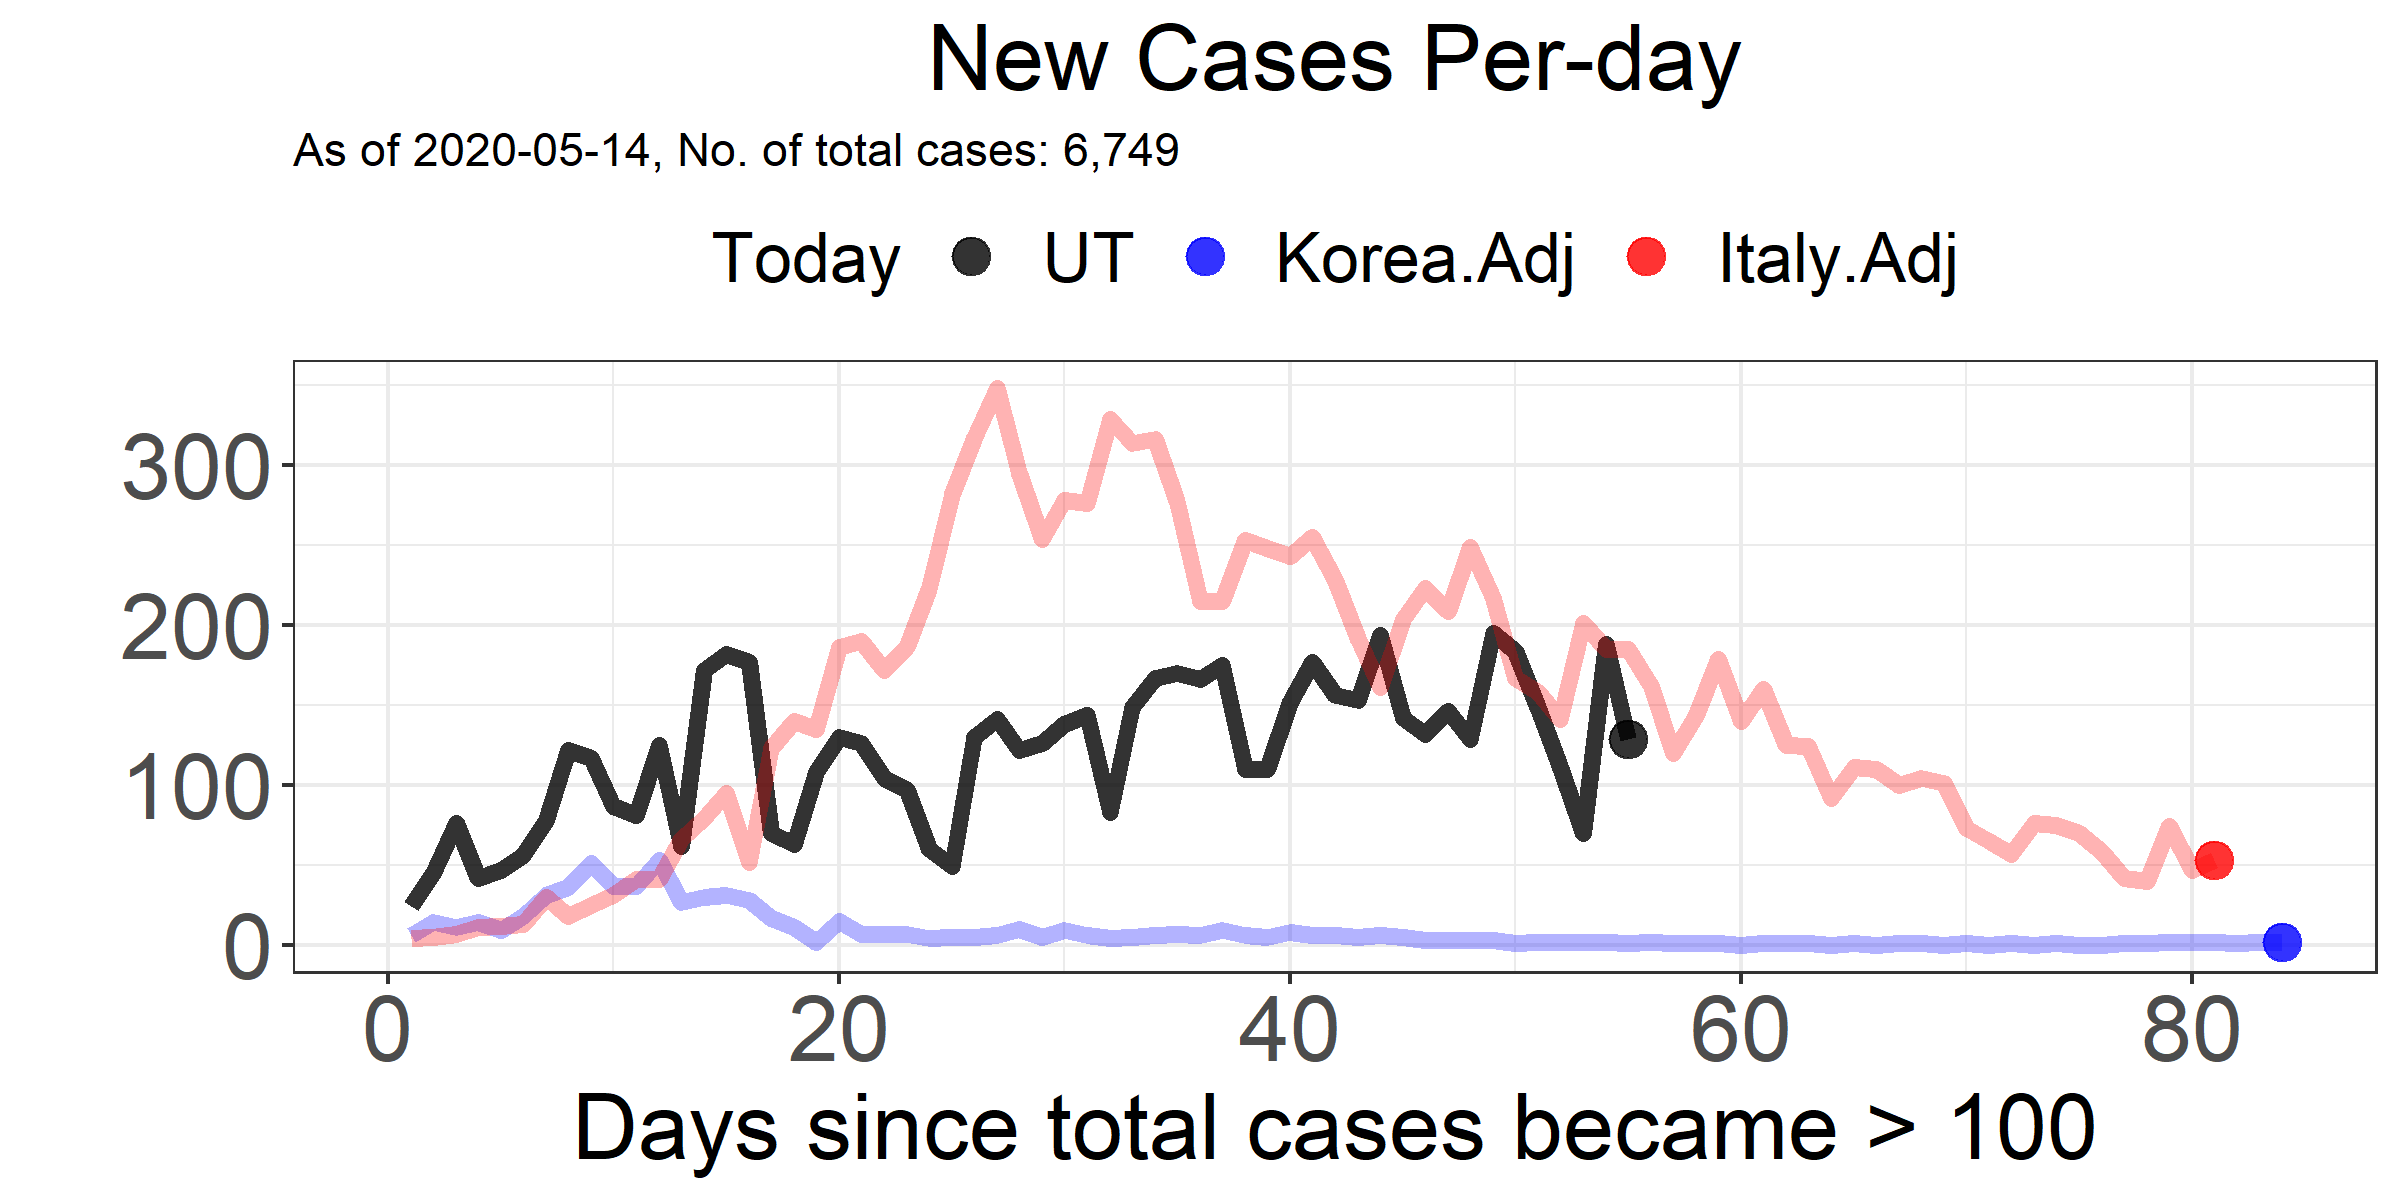 New Cases Per-day
As of 2020-05-14, No. of total cases: 6,749
Today UT Korea.Adj Italy.Adj
300
200
100
0
0 20 40 60 80
Days since total cases became > 100